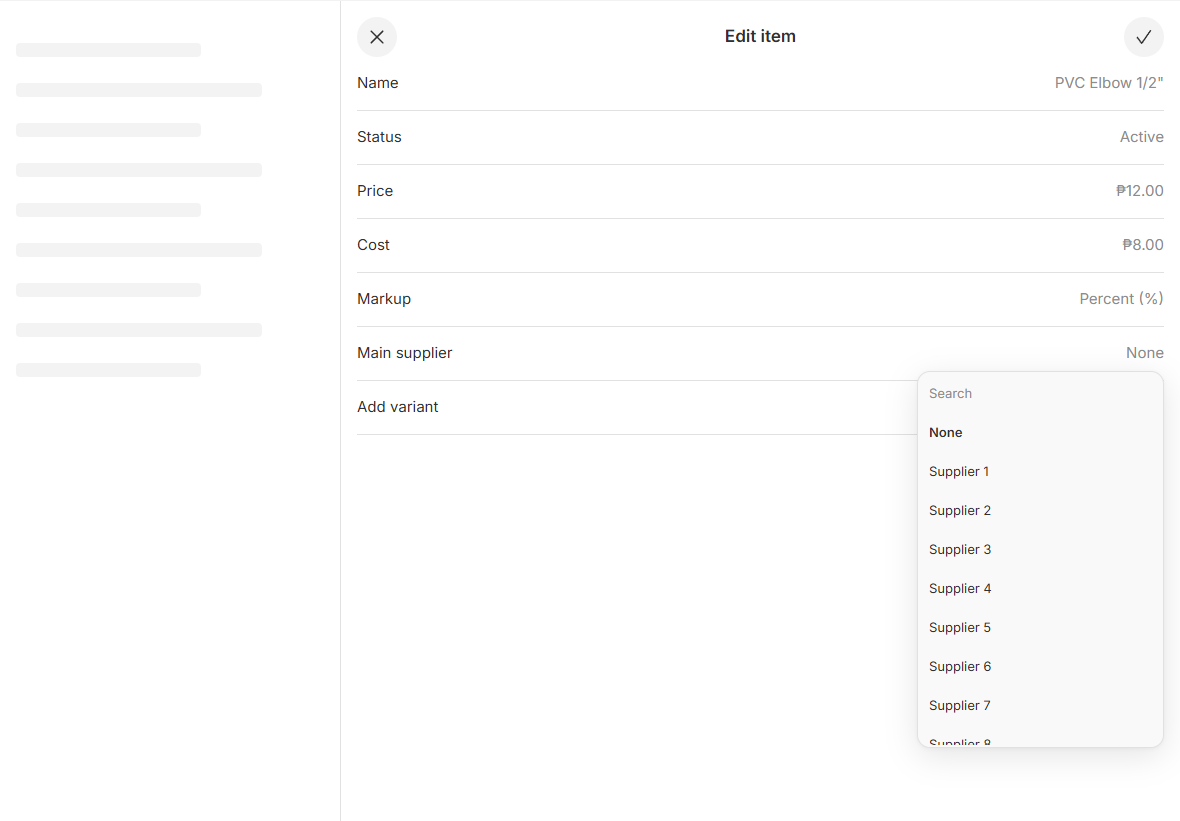 Edit item
Name PVC Elbow 1/2"
Status Active
Price ₱12.00
Cost ₱8.00
Markup Percent (%)
Main supplier None
Add variant
Search
None
Supplier 1
Supplier 2
Supplier 3
Supplier 4
Supplier 5
Supplier 6
Supplier 7
Supplier 8